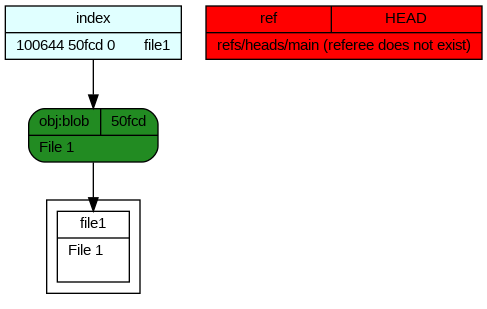 index
100644 50fcd 0 file1
ref HEAD
refs/heads/main (referee does not exist)
obj:blob 50fcd
File 1
file1
File 1